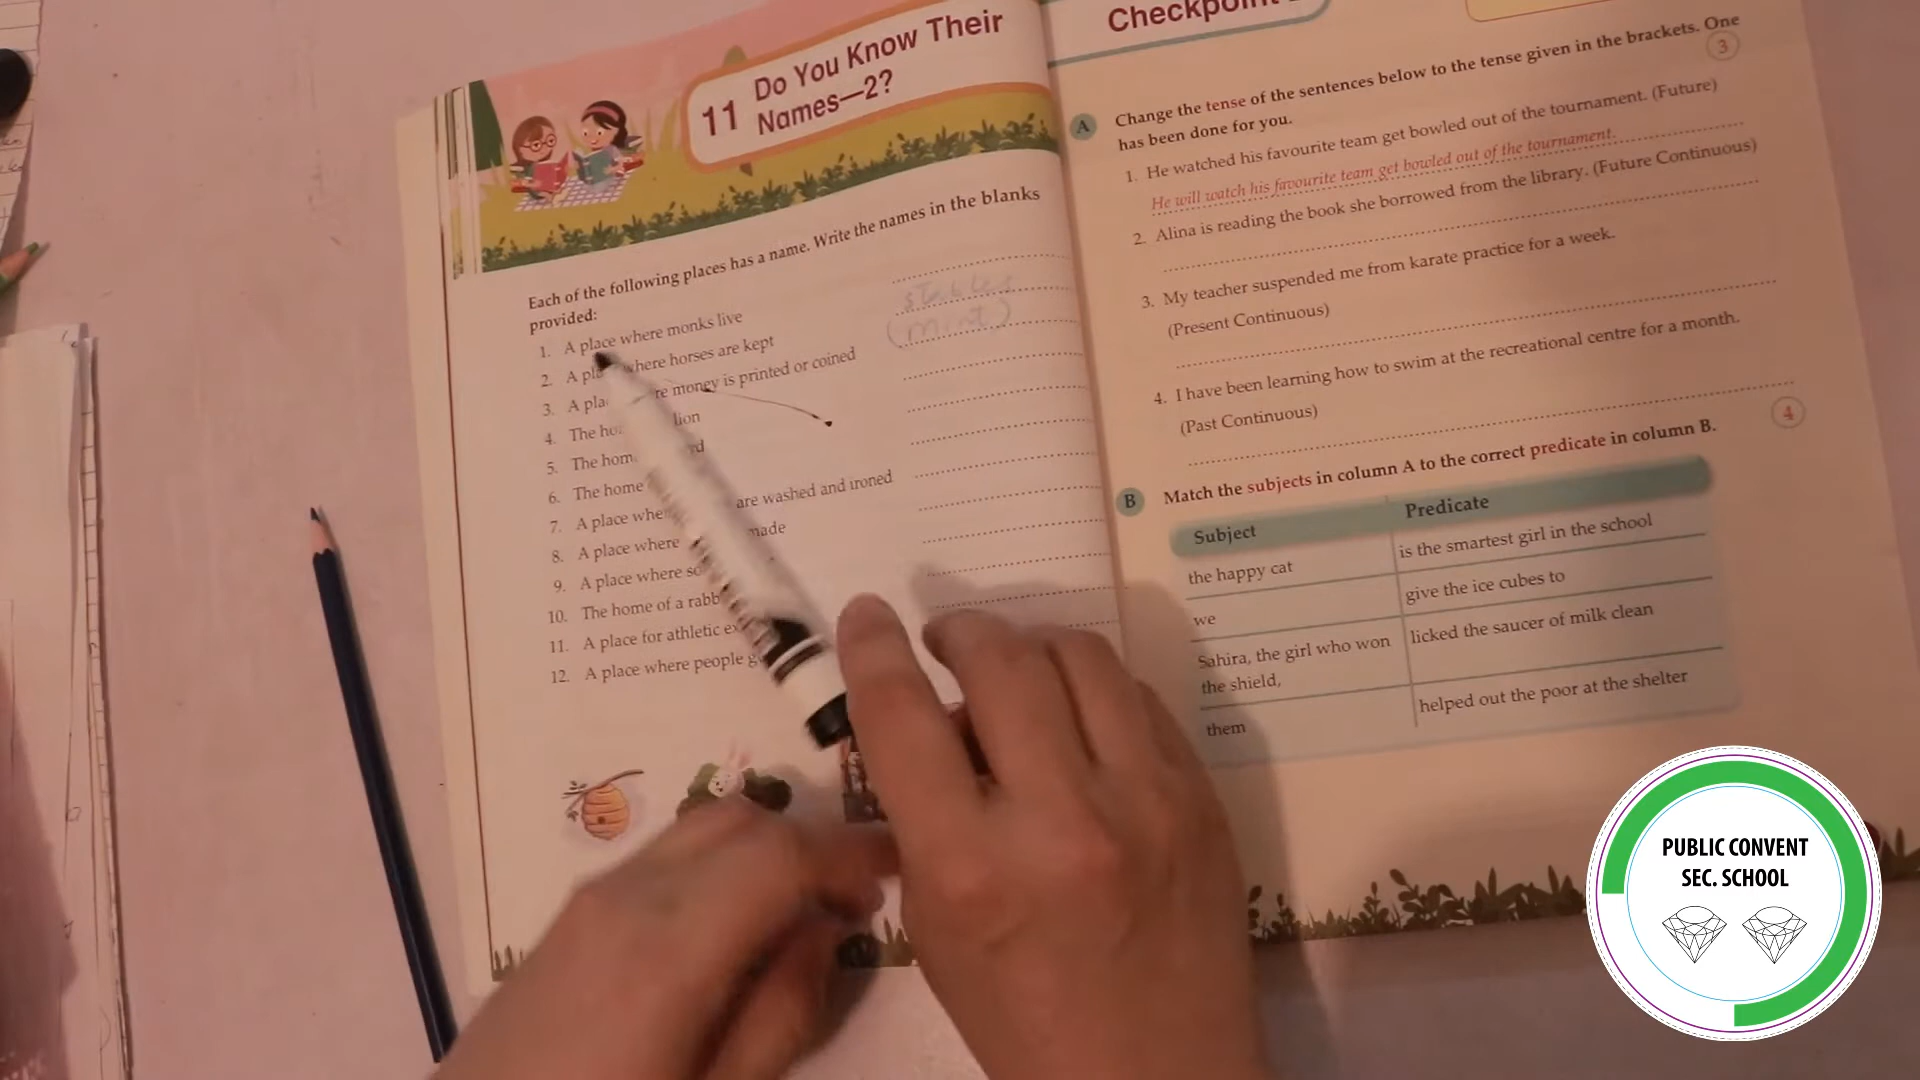 11 Do You Know Their
Names—2?
Each of the following places has a name. Write the names in the blanks
provided:
1. A place where monks live
2. A where horses are kept
stables
3. A money is printed or coined
(mint)
4. The lion
5. The
6. The home
7. A place are washed and ironed
8. A place where made
9. A place where
10. The home of a
11. A place for athletic
12. A place where people
Checkpoint
A Change the tense of the sentences below to the tense given in the brackets. One
has been done for you.
3
1. He watched his favourite team get bowled out of the tournament. (Future)
He will watch his favourite team get bowled out of the tournament.
2. Alina is reading the book she borrowed from the library. (Future Continuous)
3. My teacher suspended me from karate practice for a week.
(Present Continuous)
4. I have been learning how to swim at the recreational centre for a month.
(Past Continuous)
B Match the subjects in column A to the correct predicate in column B.
4
Subject Predicate
the happy cat is the smartest girl in the school
we give the ice cubes to
Sahira, the girl who won licked the saucer of milk clean
the shield,
them helped out the poor at the shelter
PUBLIC CONVENT
SEC. SCHOOL